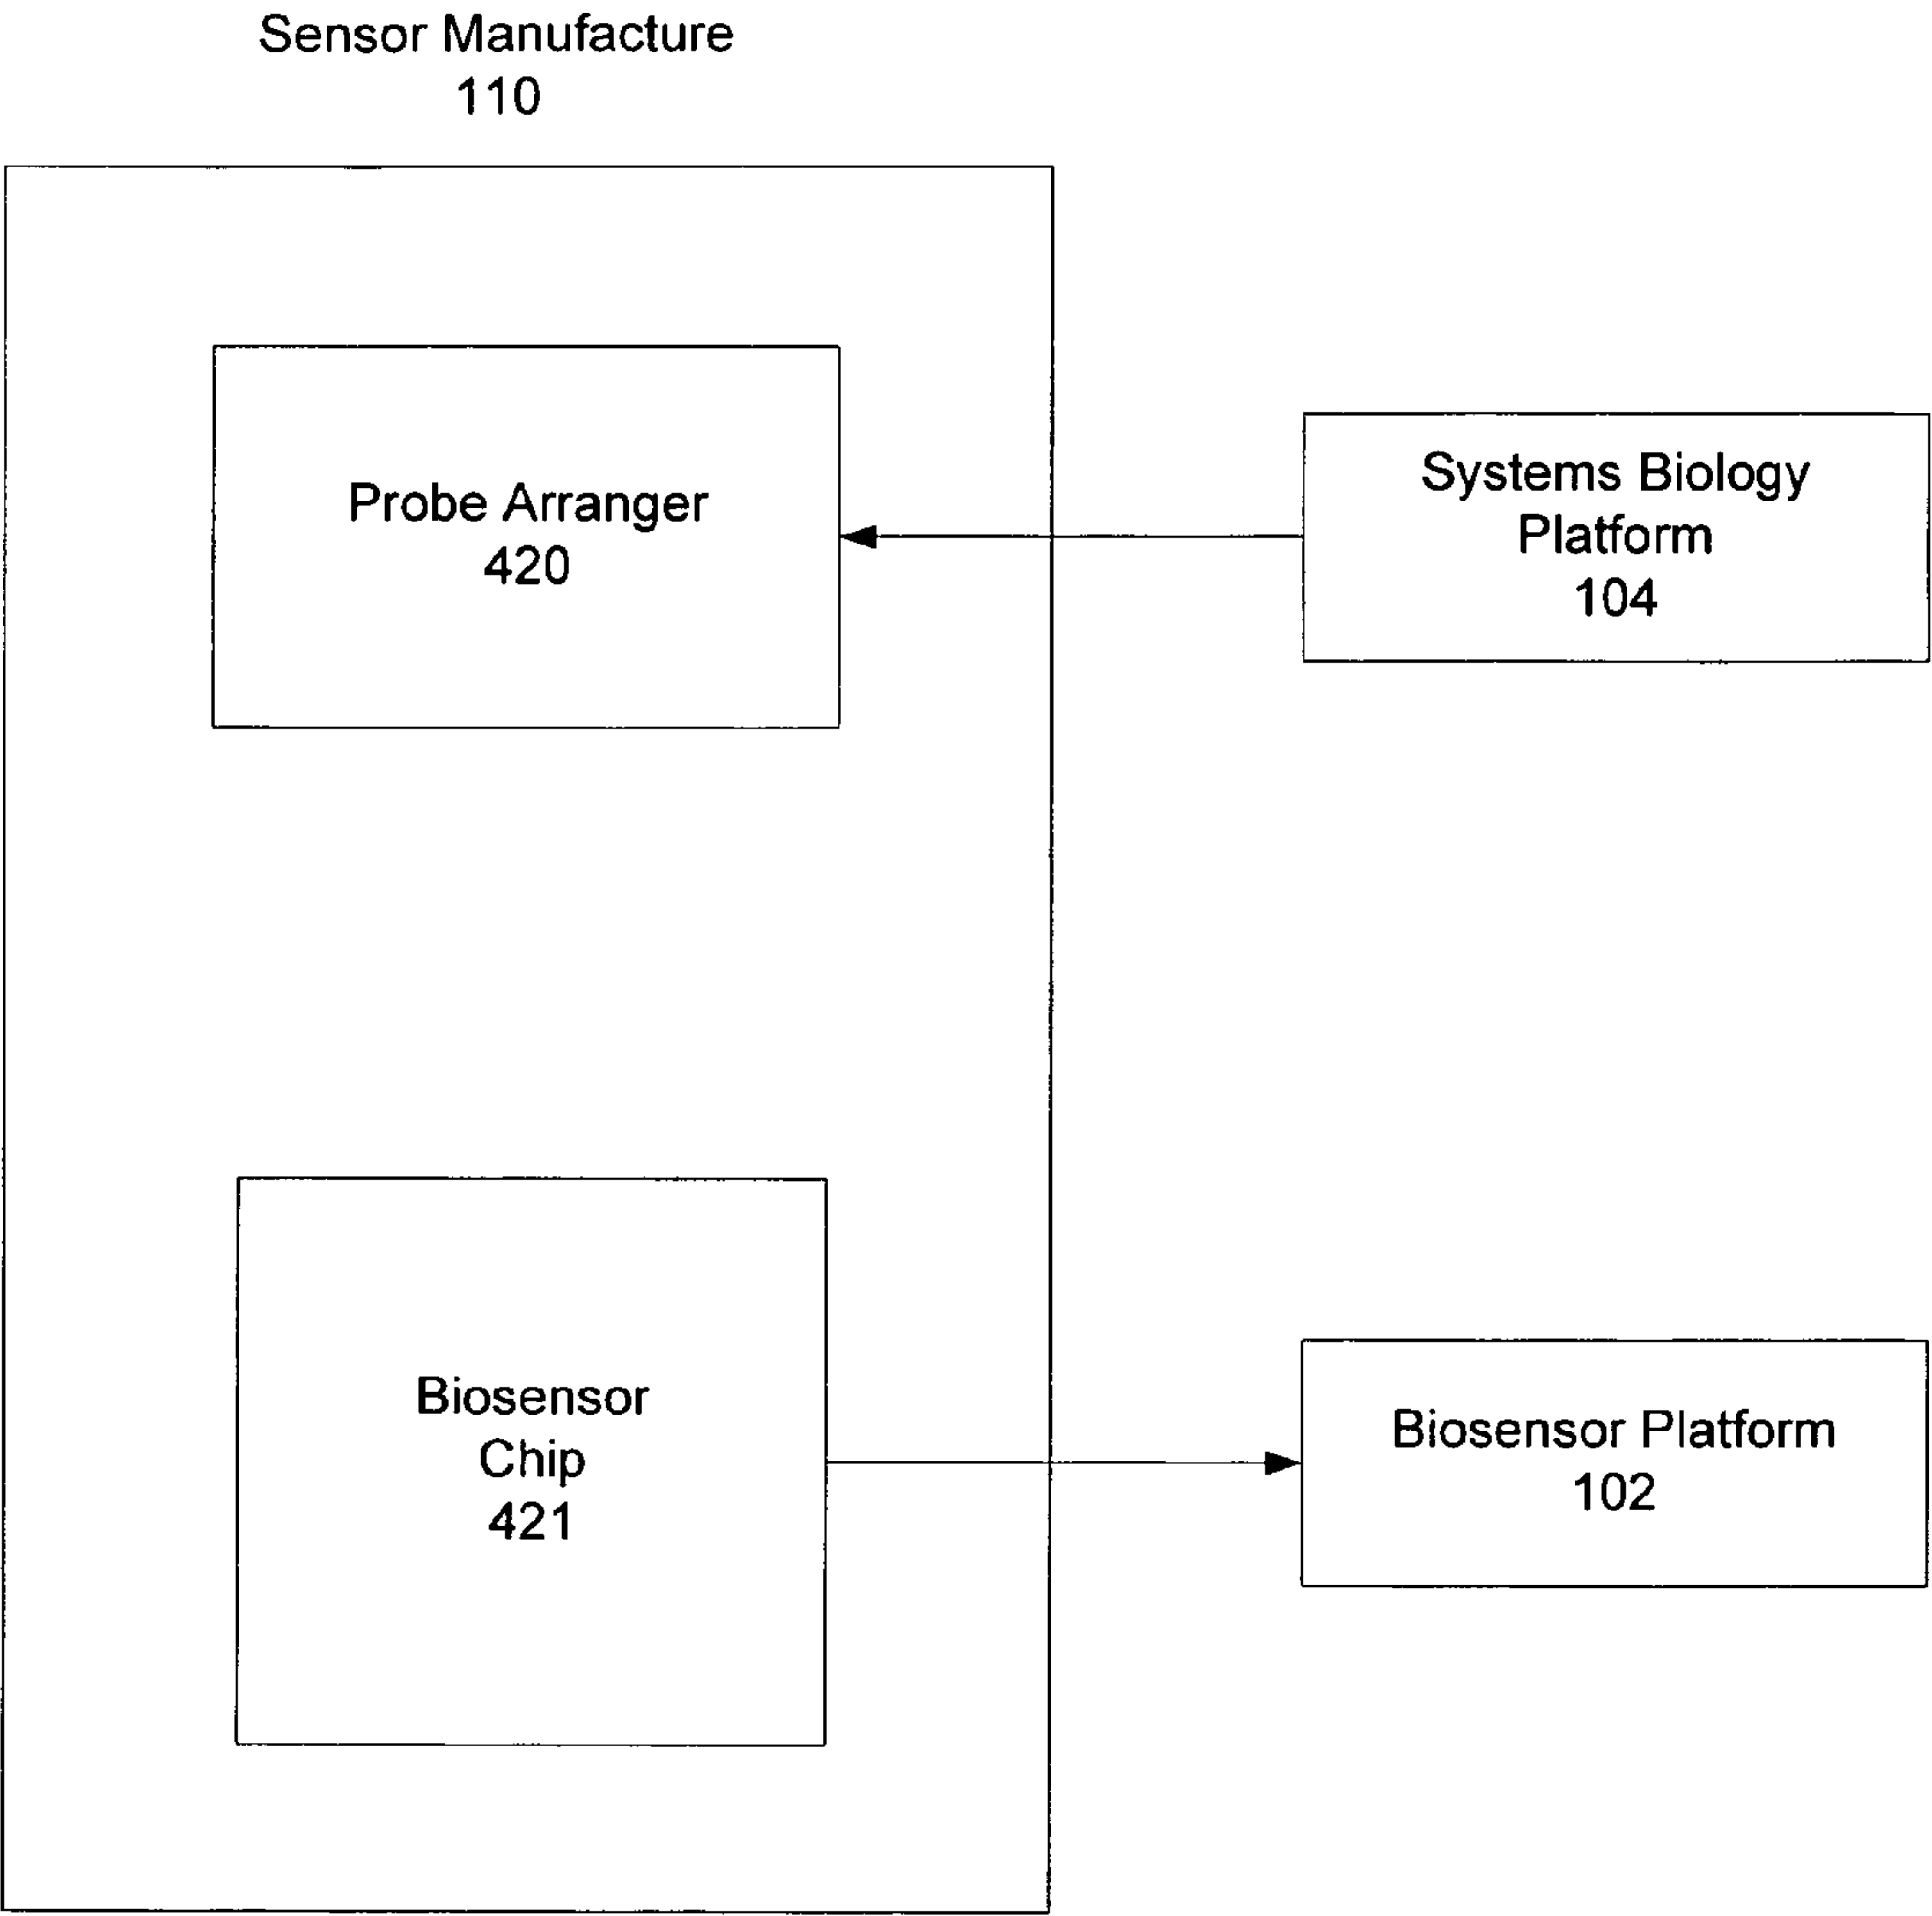 Sensor Manufacture
110
Probe Arranger
420
Systems Biology
Platform
104
Biosensor
Chip
421
Biosensor Platform
102